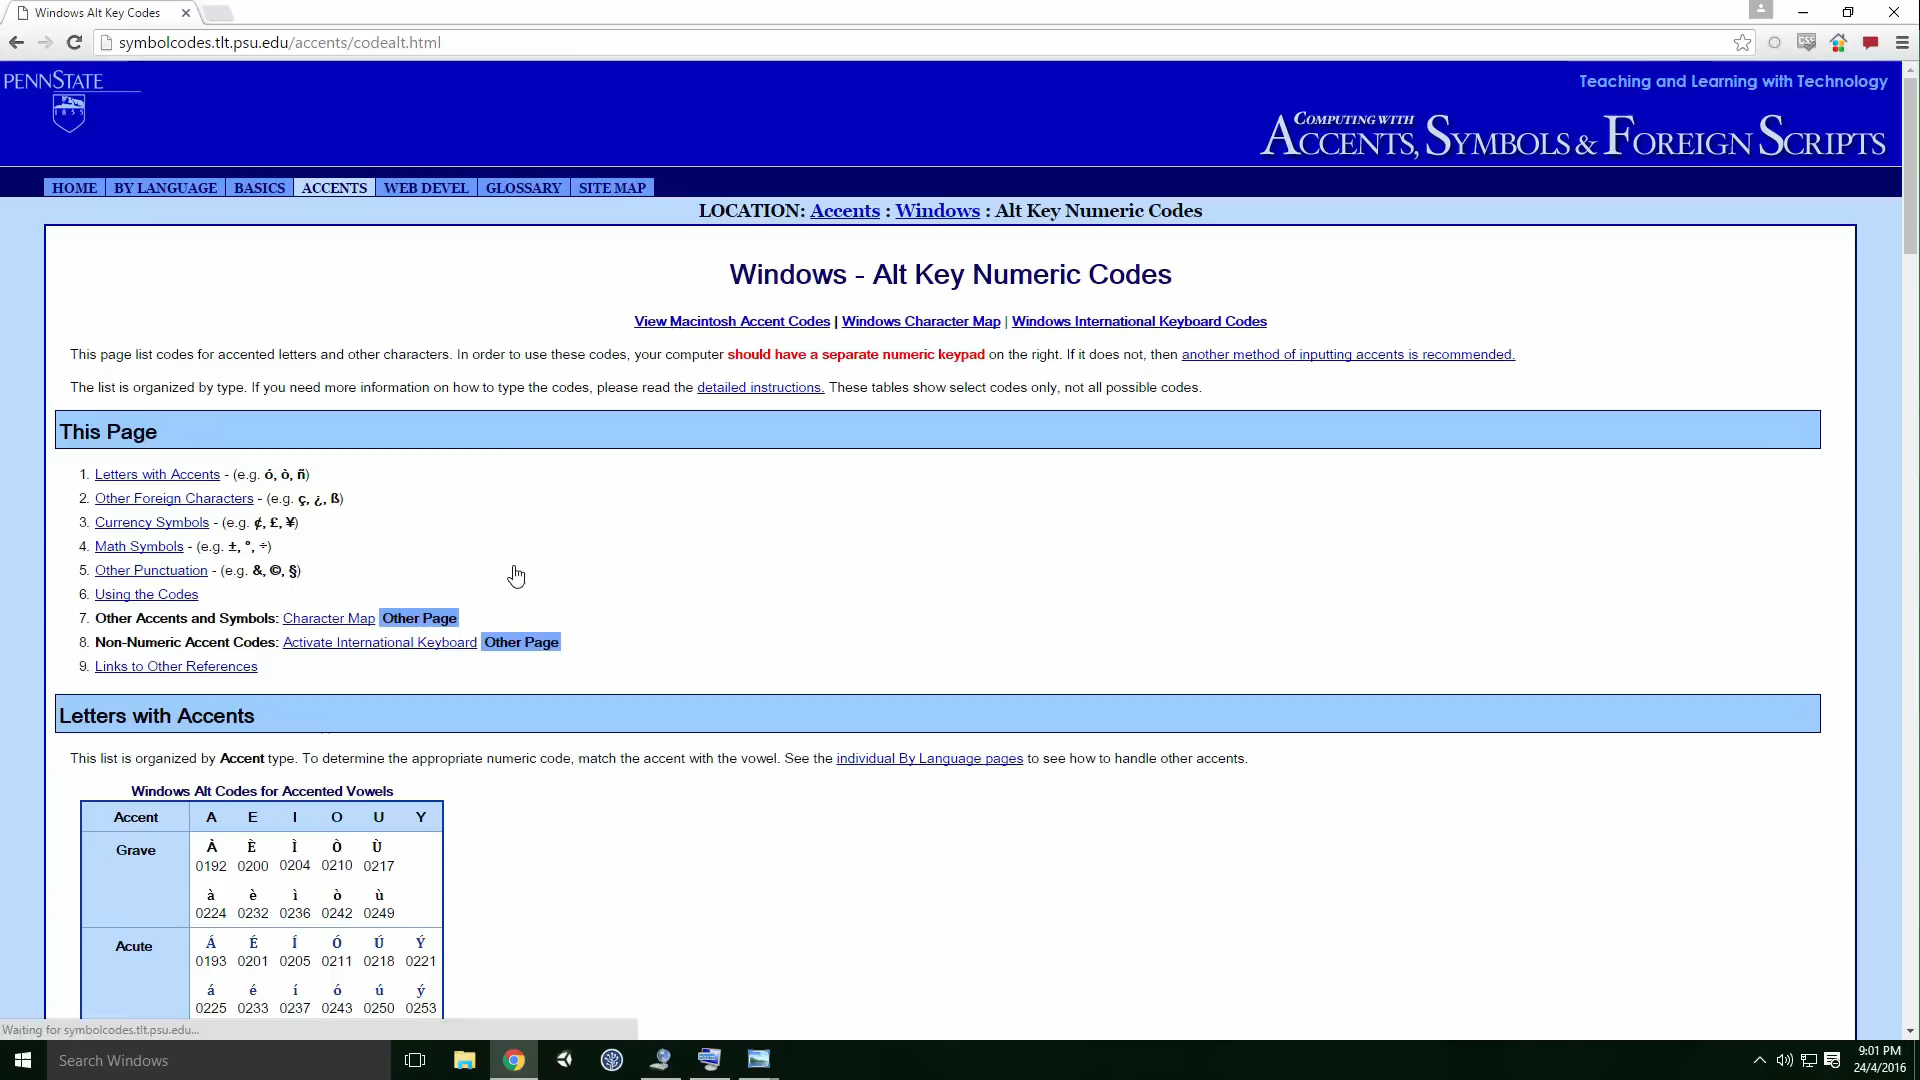 Windows Alt Key Codes
symbolcodes.tlt.psu.edu/accents/codealt.html
PENNSTATE
1855
Teaching and Learning with Technology
COMPUTING WITH
ACCENTS, SYMBOLS & FOREIGN SCRIPTS
HOME BY LANGUAGE BASICS ACCENTS WEB DEVEL GLOSSARY SITE MAP
LOCATION: Accents : Windows : Alt Key Numeric Codes
Windows - Alt Key Numeric Codes
View Macintosh Accent Codes | Windows Character Map | Windows International Keyboard Codes
This page list codes for accented letters and other characters. In order to use these codes, your computer should have a separate numeric keypad on the right. If it does not, then another method of inputting accents is recommended.
The list is organized by type. If you need more information on how to type the codes, please read the detailed instructions. These tables show select codes only, not all possible codes.
This Page
1. Letters with Accents - (e.g. ó, ò, ñ)
2. Other Foreign Characters - (e.g. ç, ¿, ß)
3. Currency Symbols - (e.g. ¢, £, ¥)
4. Math Symbols - (e.g. ±, °, ÷)
5. Other Punctuation - (e.g. &, ©, §)
6. Using the Codes
7. Other Accents and Symbols: Character Map Other Page
8. Non-Numeric Accent Codes: Activate International Keyboard Other Page
9. Links to Other References
Letters with Accents
This list is organized by Accent type. To determine the appropriate numeric code, match the accent with the vowel. See the individual By Language pages to see how to handle other accents.
Windows Alt Codes for Accented Vowels
Accent A E I O U Y
Grave À È Ì Ò Ù
0192 0200 0204 0210 0217
à è ì ò ù
0224 0232 0236 0242 0249
Acute Á É Í Ó Ú Ý
0193 0201 0205 0211 0218 0221
á é í ó ú ý
0225 0233 0237 0243 0250 0253
Waiting for symbolcodes.tlt.psu.edu...
Search Windows
9:01 PM
24/4/2016